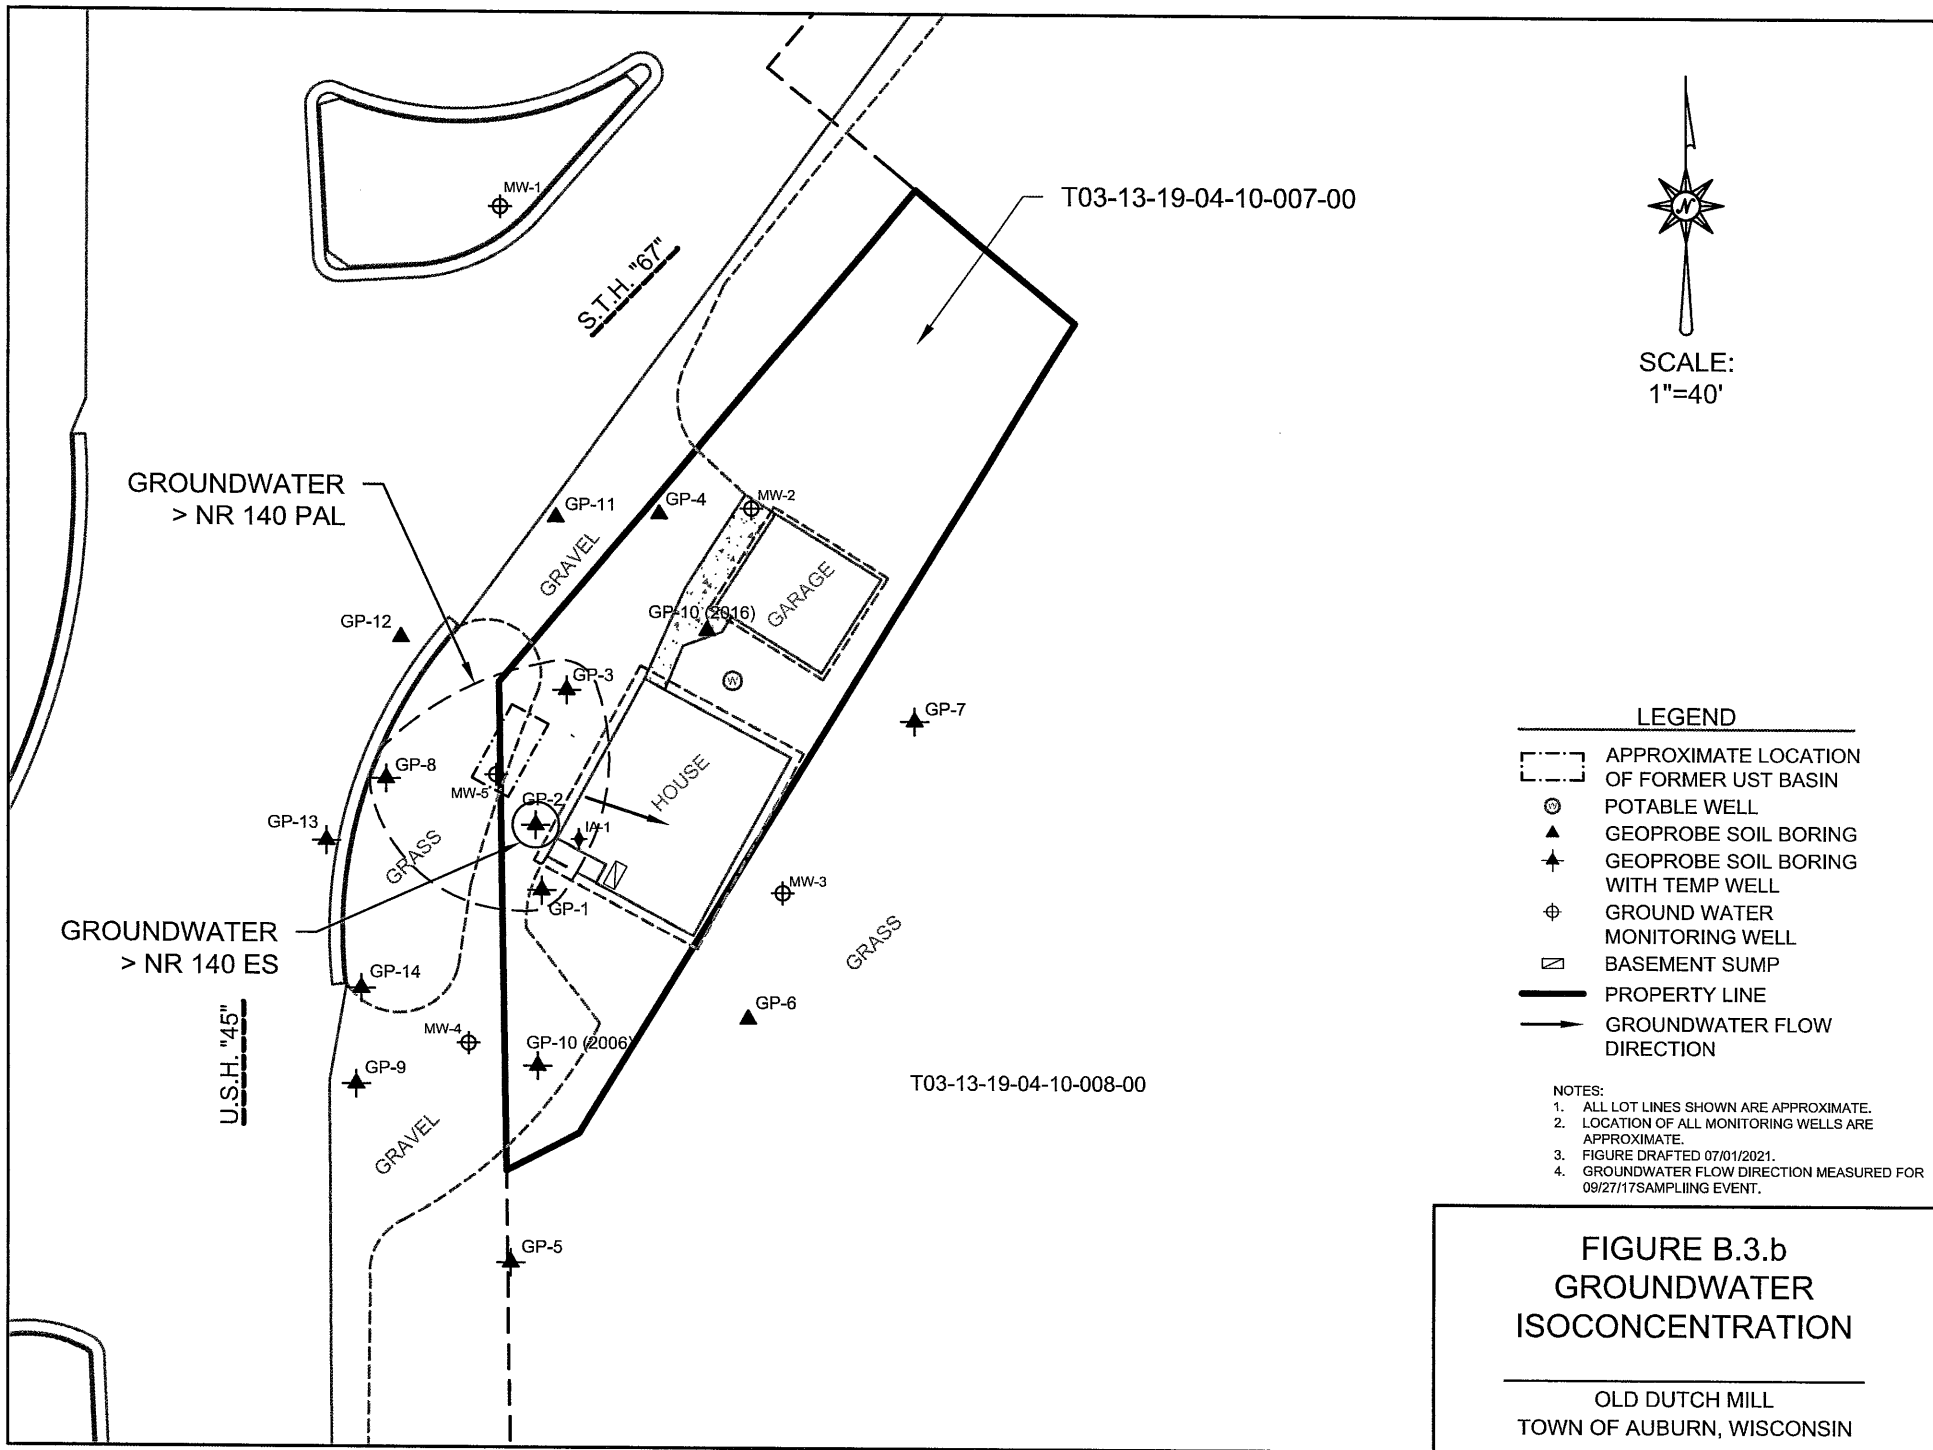 MW-1
T03-13-19-04-10-007-00
S.T.H. "67"
N
SCALE:
1"=40'
GROUNDWATER
> NR 140 PAL
GP-11
GP-4
MW-2
GRAVEL
GARAGE
GP-12
GP-10 (2016)
GP-3
W
GP-7
GP-8
MW-5
GP-2
HOUSE
IA-1
GP-13
GRASS
MW-3
GP-1
GROUNDWATER
> NR 140 ES
GRASS
GP-14
GP-6
U.S.H. "45"
MW-4
GP-10 (2006)
GP-9
T03-13-19-04-10-008-00
GRAVEL
GP-5
LEGEND
APPROXIMATE LOCATION
OF FORMER UST BASIN
W
POTABLE WELL
GEOPROBE SOIL BORING
GEOPROBE SOIL BORING
WITH TEMP WELL
GROUND WATER
MONITORING WELL
BASEMENT SUMP
PROPERTY LINE
GROUNDWATER FLOW
DIRECTION
NOTES:
1. ALL LOT LINES SHOWN ARE APPROXIMATE.
2. LOCATION OF ALL MONITORING WELLS ARE
APPROXIMATE.
3. FIGURE DRAFTED 07/01/2021.
4. GROUNDWATER FLOW DIRECTION MEASURED FOR
09/27/17SAMPLIING EVENT.
FIGURE B.3.b
GROUNDWATER
ISOCONCENTRATION
OLD DUTCH MILL
TOWN OF AUBURN, WISCONSIN